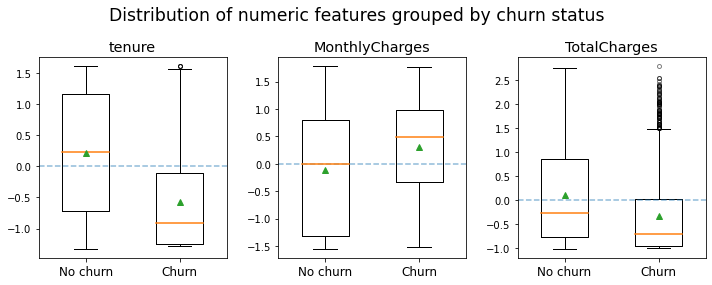 Distribution of numeric features grouped by churn status
tenure
1.5
1.0
0.5
0.0
−0.5
−1.0
No churn
Churn
MonthlyCharges
1.5
1.0
0.5
0.0
−0.5
−1.0
−1.5
No churn
Churn
TotalCharges
2.5
2.0
1.5
1.0
0.5
0.0
−0.5
−1.0
No churn
Churn